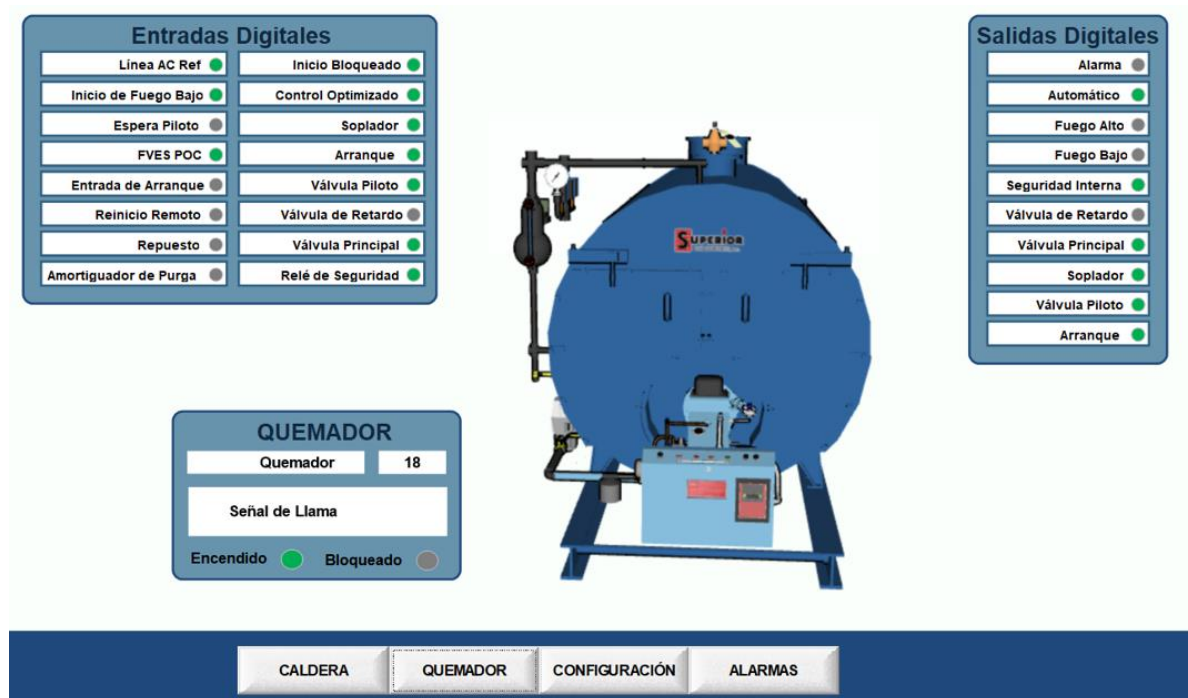 Entradas Digitales
Línea AC Ref
Inicio de Fuego Bajo
Espera Piloto
FVES POC
Entrada de Arranque
Reinicio Remoto
Repuesto
Amortiguador de Purga
Inicio Bloqueado
Control Optimizado
Soplador
Arranque
Válvula Piloto
Válvula de Retardo
Válvula Principal
Relé de Seguridad
Salidas Digitales
Alarma
Automático
Fuego Alto
Fuego Bajo
Seguridad Interna
Válvula de Retardo
Válvula Principal
Soplador
Válvula Piloto
Arranque
SUPERIOR
QUEMADOR
Quemador 18
Señal de Llama
Encendido Bloqueado
CALDERA QUEMADOR CONFIGURACIÓN ALARMAS